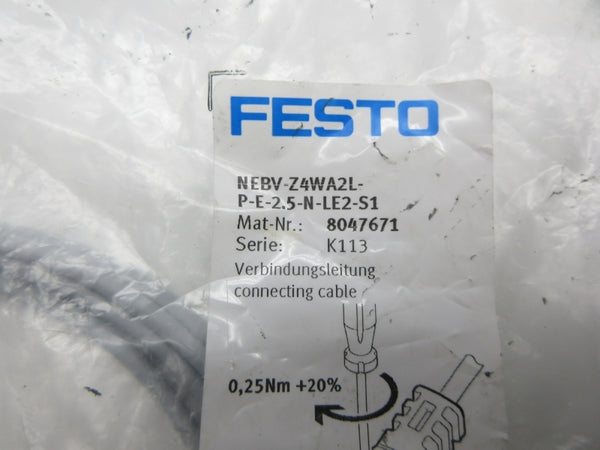 FESTO
NEBV-Z4WA2L-
P-E-2.5-N-LE2-S1
Mat-Nr.: 8047671
Serie: K113
Verbindungsleitung
connecting cable
0,25Nm +20%